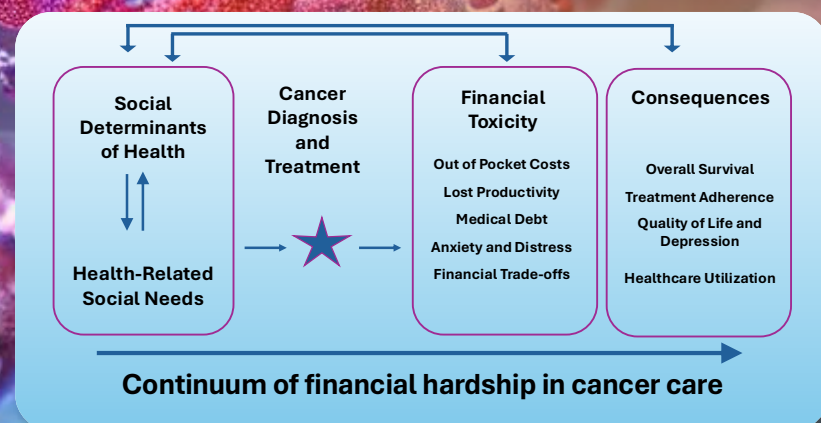 Social
Determinants
of Health
Health-Related
Social Needs
Cancer
Diagnosis
and
Treatment
Financial
Toxicity
Out of Pocket Costs
Lost Productivity
Medical Debt
Anxiety and Distress
Financial Trade-offs
Consequences
Overall Survival
Treatment Adherence
Quality of Life and
Depression
Healthcare Utilization
Continuum of financial hardship in cancer care